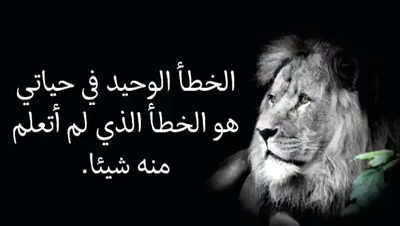 الخطأ الوحيد في حياتي
هو الخطأ الذي لم أتعلم
منه شيئا.